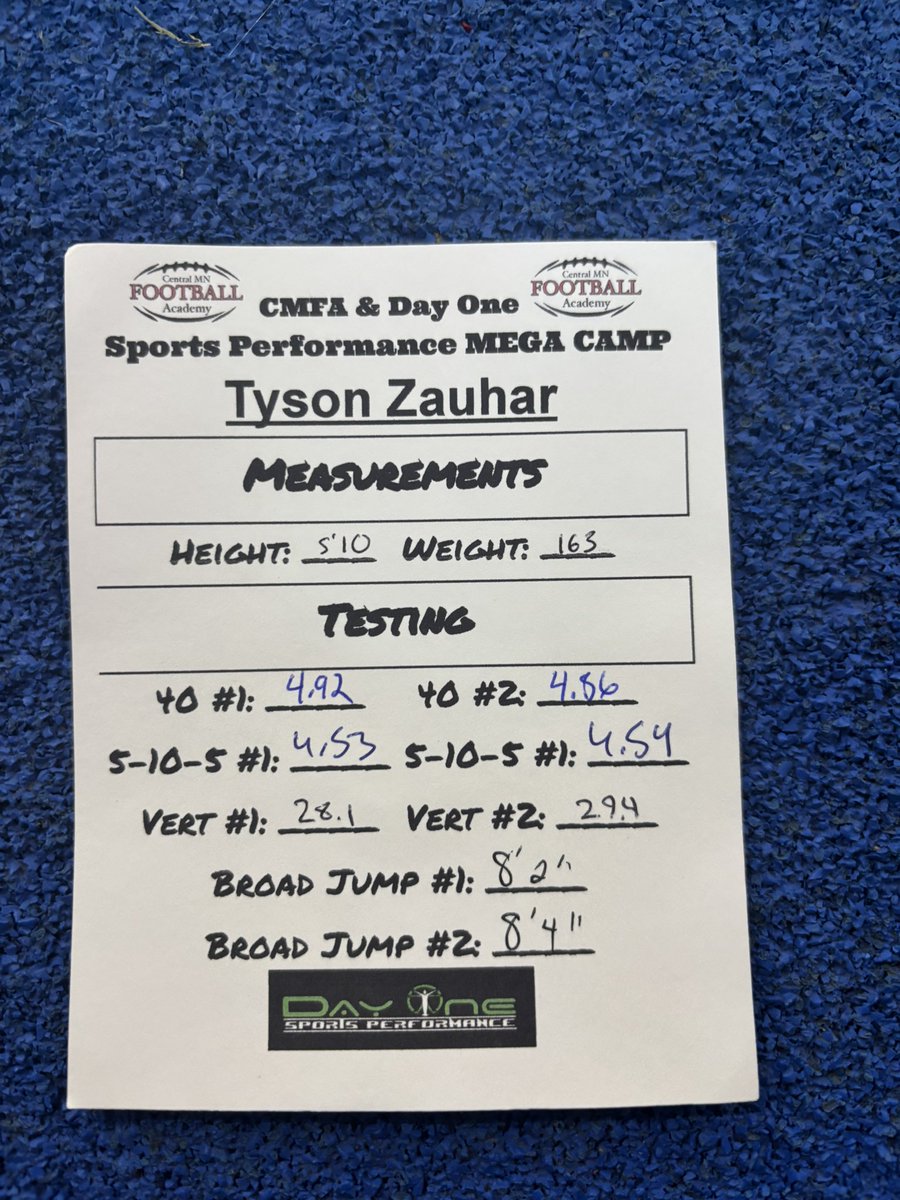 Central MN
FOOTBALL
Academy
Central MN
FOOTBALL
Academy
CMFA & Day One
Sports Performance MEGA CAMP
Tyson Zauhar
MEASUREMENTS
HEIGHT: 5'10 WEIGHT: 163
TESTING
40 #1: 4.92 40 #2: 4.86
5-10-5 #1: 4.53 5-10-5 #1: 4.54
VERT #1: 28.1 VERT #2: 29.4
BROAD JUMP #1: 8'2"
BROAD JUMP #2: 8'4"
DAY ONE
SPORTS PERFORMANCE